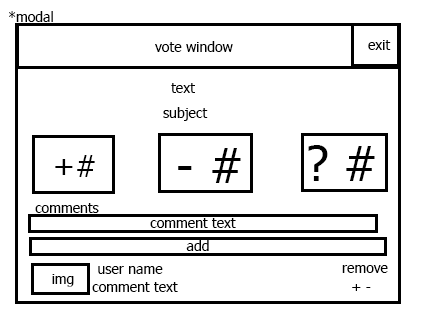 *modal
vote window exit
text
subject
+# - # ? #
comments
comment text
add
img user name remove
comment text + -